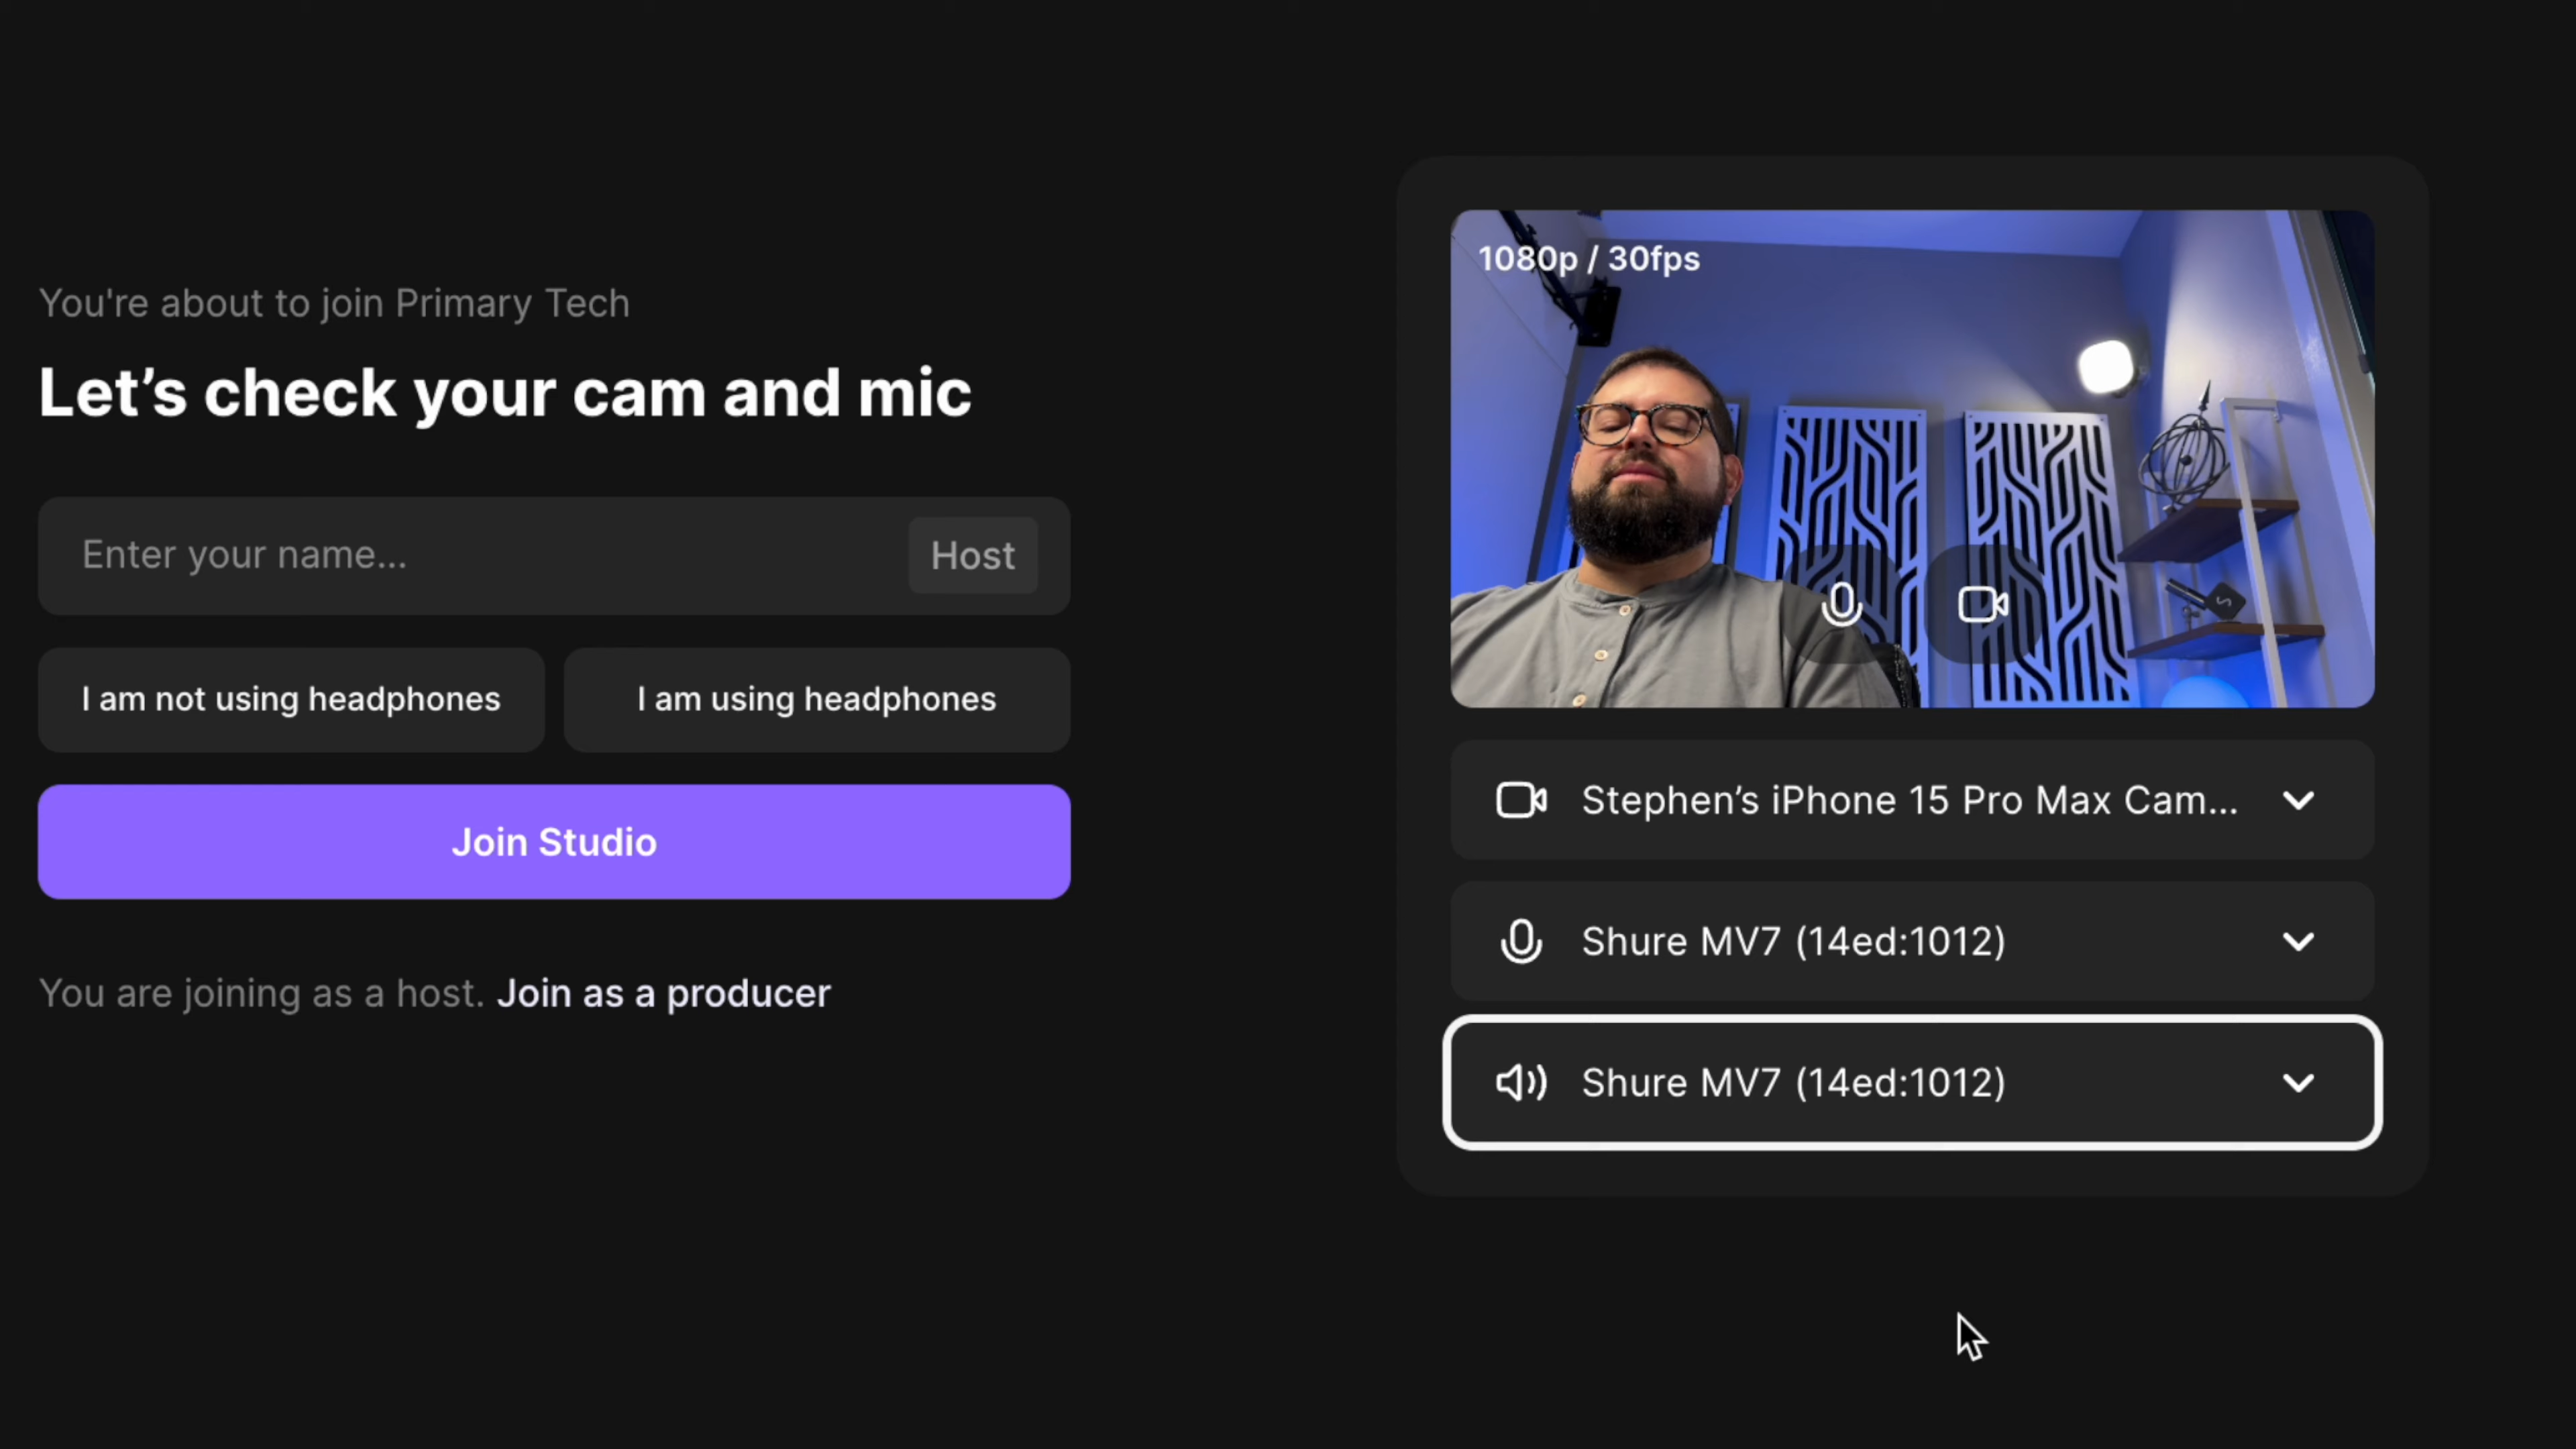 You're about to join Primary Tech
Let’s check your cam and mic
Enter your name...
Host
I am not using headphones
I am using headphones
Join Studio
You are joining as a host. Join as a producer
1080p / 30fps
Stephen’s iPhone 15 Pro Max Cam...
Shure MV7 (14ed:1012)
Shure MV7 (14ed:1012)